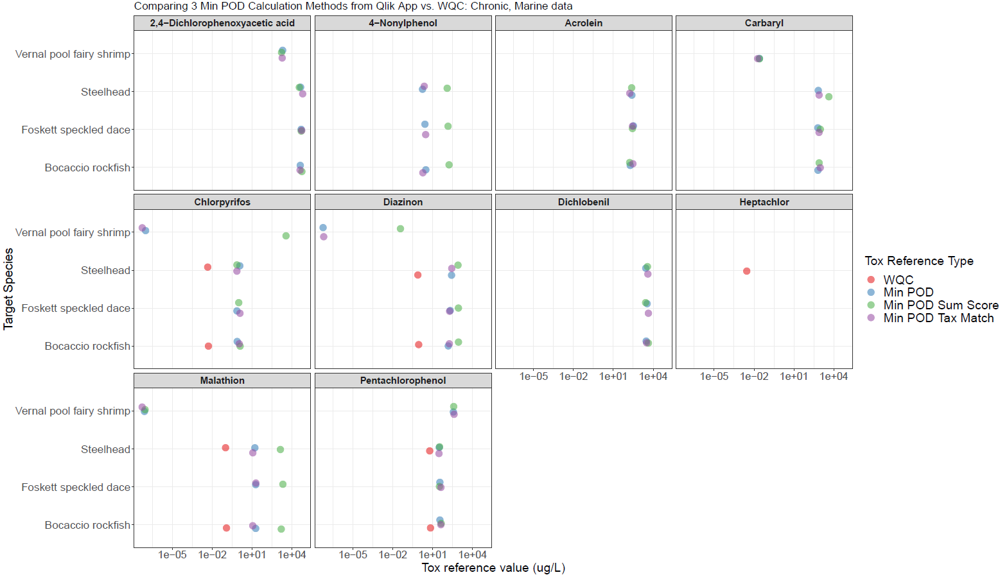 Comparing 3 Min POD Calculation Methods from Qlik App vs. WQC: Chronic, Marine data
2,4−Dichlorophenoxyacetic acid
4−Nonylphenol
Acrolein
Carbaryl
Vernal pool fairy shrimp
Steelhead
Foskett speckled dace
Bocaccio rockfish
Chlorpyrifos
Diazinon
Dichlobenil
Heptachlor
Vernal pool fairy shrimp
Steelhead
Foskett speckled dace
Bocaccio rockfish
1e−05 1e−02 1e+01 1e+04
1e−05 1e−02 1e+01 1e+04
Malathion
Pentachlorophenol
Vernal pool fairy shrimp
Steelhead
Foskett speckled dace
Bocaccio rockfish
1e−05 1e−02 1e+01 1e+04
1e−05 1e−02 1e+01 1e+04
Tox reference value (ug/L)
Target Species
Tox Reference Type
WQC
Min POD
Min POD Sum Score
Min POD Tax Match